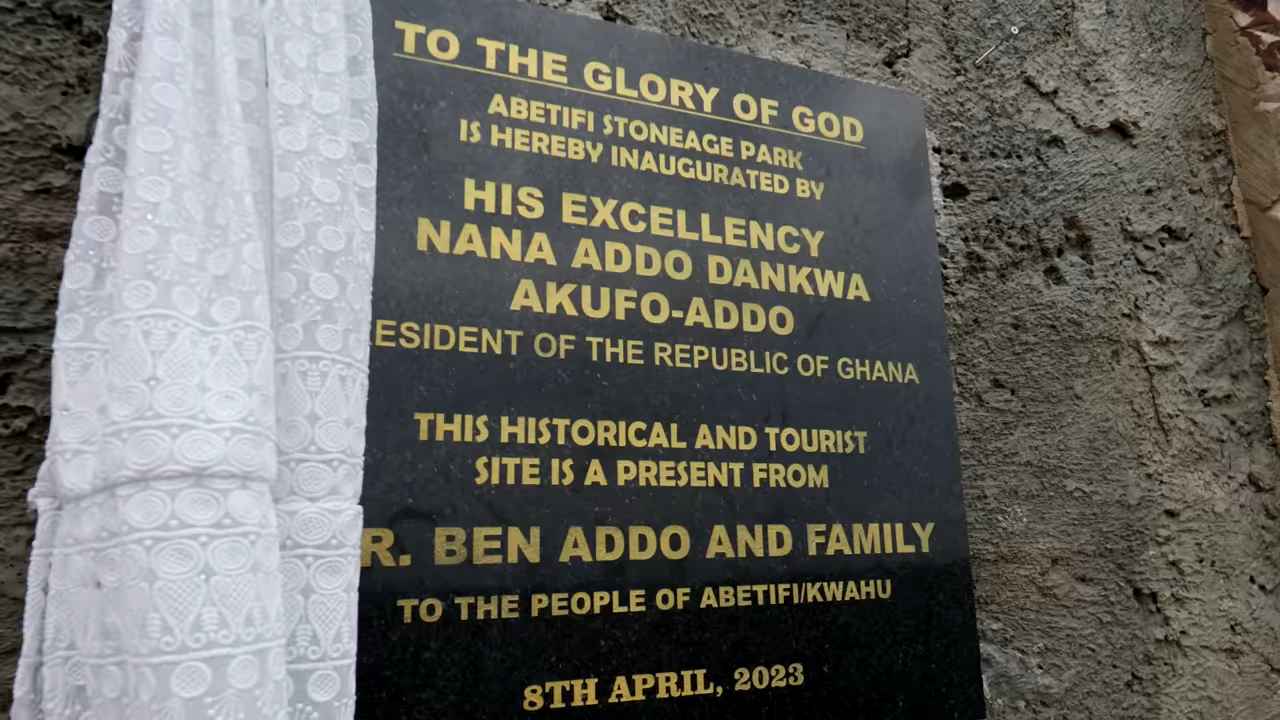 TO THE GLORY OF GOD
ABETIFI STONEAGE PARK
IS HEREBY INAUGURATED BY
HIS EXCELLENCY
NANA ADDO DANKWA
AKUFO-ADDO
RESIDENT OF THE REPUBLIC OF GHANA
THIS HISTORICAL AND TOURIST
SITE IS A PRESENT FROM
R. BEN ADDO AND FAMILY
TO THE PEOPLE OF ABETIFI/KWAHU
8TH APRIL, 2023